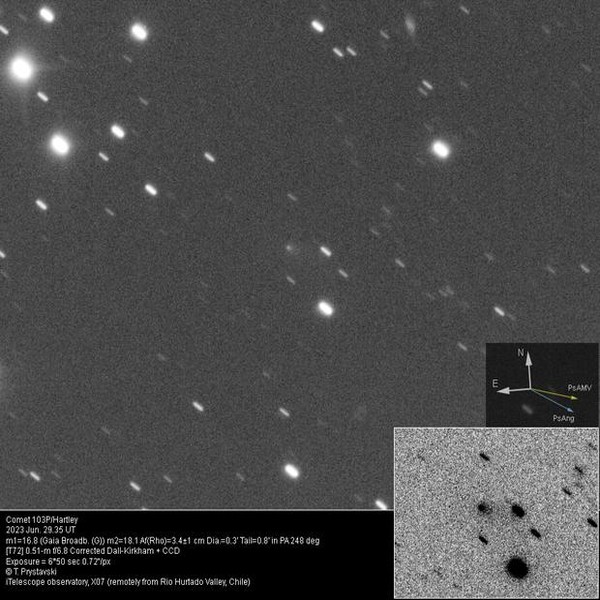 N
E
PsAMV
PsAng
Comet 103P/Hartley
2023 Jun. 29.35 UT
m1=16.8 (Gaia Broadb. (G)) m2=18.1 Af(Rho)=3.4±1 cm Dia.=0.3' Tail=0.8' in PA 248 deg
[T72] 0.51-m f/6.8 Corrected Dall-Kirkham + CCD
Exposure = 6*50 sec 0.72"/px
© T. Prystavski
iTelescope observatory, X07 (remotely from Rio Hurtado Valley, Chile)